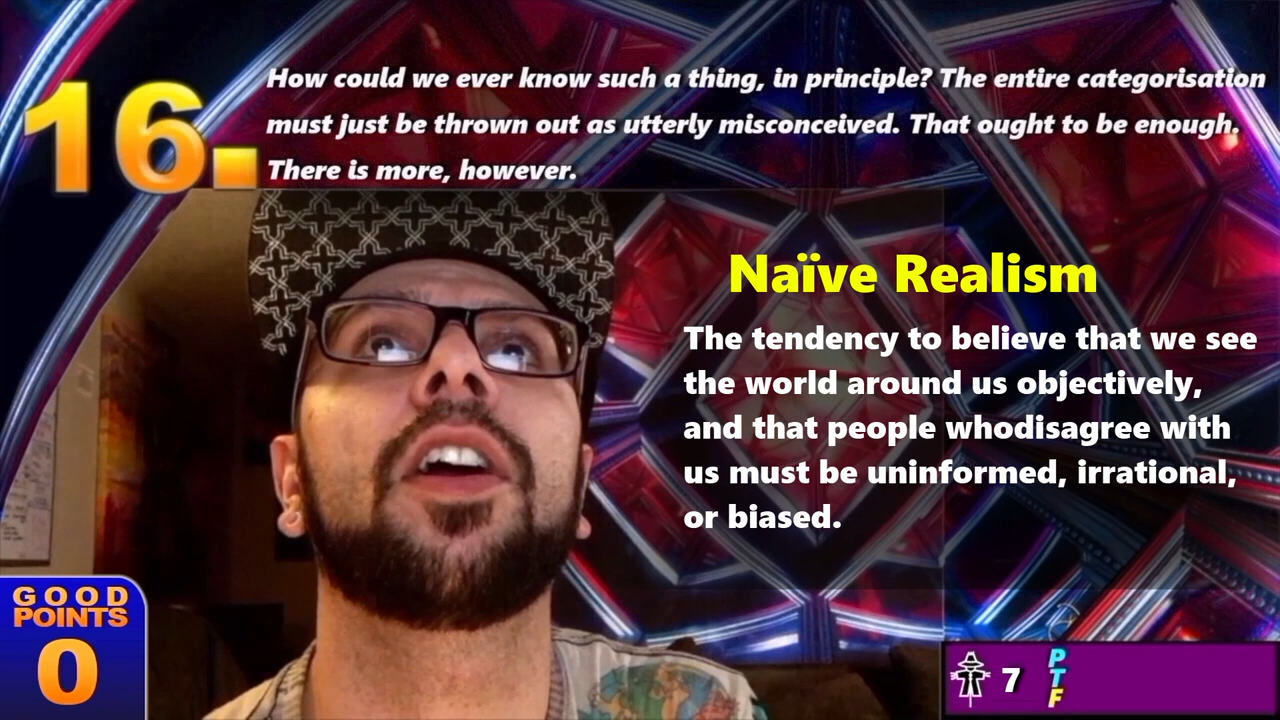 16.
How could we ever know such a thing, in principle? The entire categorisation
must just be thrown out as utterly misconceived. That ought to be enough.
There is more, however.
Naïve Realism
The tendency to believe that we see
the world around us objectively,
and that people whodisagree with
us must be uninformed, irrational,
or biased.
GOOD
POINTS
0
7
P
T
F